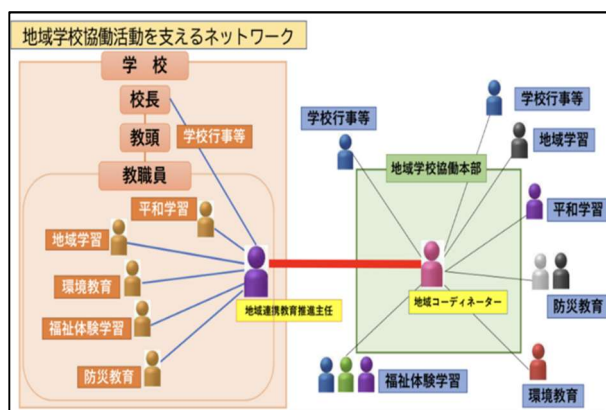 地域学校協働活動を支えるネットワーク
学校
校長
教頭
教職員
学校行事等
平和学習
地域学習
環境教育
福祉体験学習
防災教育
地域連携教育推進主任
学校行事等
学校行事等
地域学習
地域学校協働本部
平和学習
地域コーディネーター
防災教育
福祉体験学習
環境教育